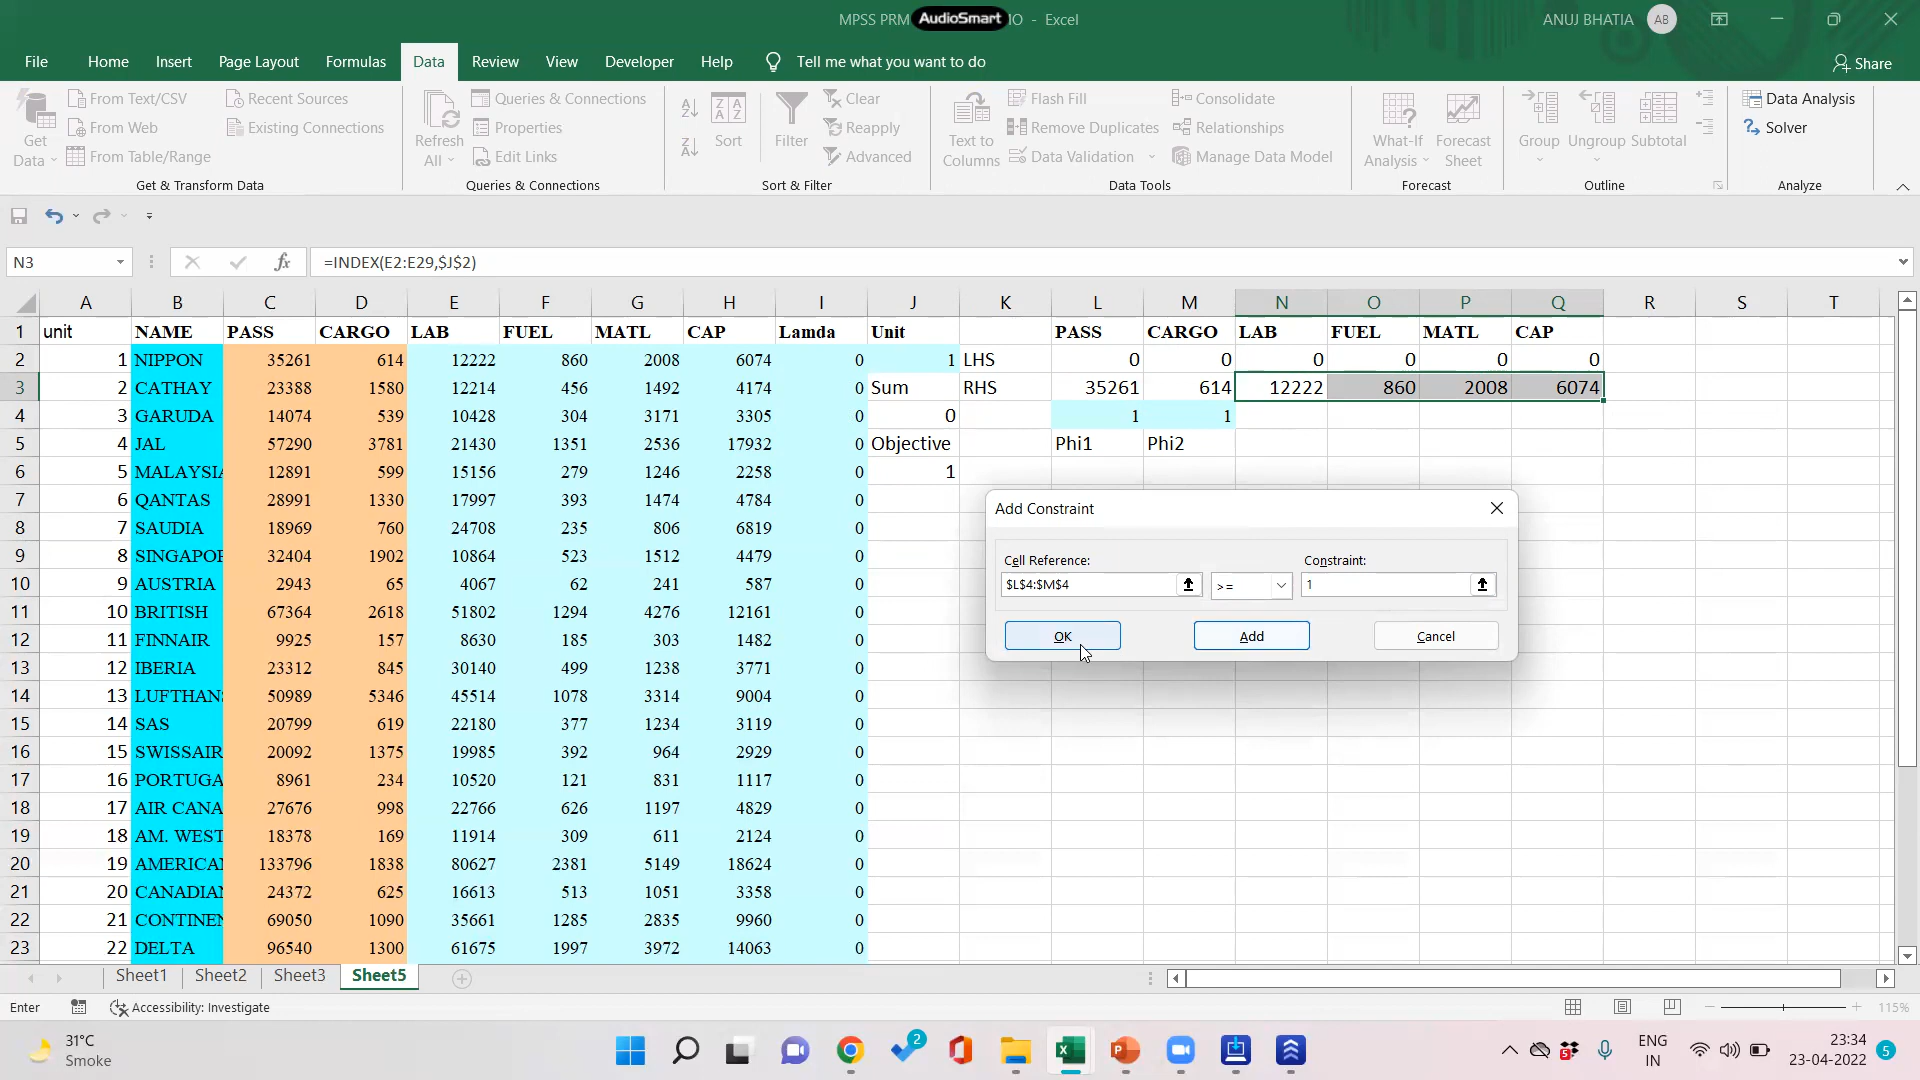 MPSS PRM AudioSmart IO - Excel ANUJ BHATIA AB
File Home Insert Page Layout Formulas Data Review View Developer Help Tell me what you want to do Share
From Text/CSV Recent Sources Queries & Connections Clear Flash Fill Consolidate Data Analysis
From Web Existing Connections Properties Reapply Remove Duplicates Relationships Solver
Get Data From Table/Range Refresh All Edit Links Sort Filter Advanced Text to Columns Data Validation Manage Data Model What-If Analysis Forecast Sheet Group Ungroup Subtotal
Get & Transform Data Queries & Connections Sort & Filter Data Tools Forecast Outline Analyze
N3 fx =INDEX(E2:E29,$J$2)
A B C D E F G H I J K L M N O P Q R S T
1 unit NAME PASS CARGO LAB FUEL MATL CAP Lamda Unit PASS CARGO LAB FUEL MATL CAP
2 1 NIPPON 35261 614 12222 860 2008 6074 0 1 LHS 0 0 0 0 0 0
3 2 CATHAY 23388 1580 12214 456 1492 4174 0 Sum RHS 35261 614 12222 860 2008 6074
4 3 GARUDA 14074 539 10428 304 3171 3305 0 0 1 1
5 4 JAL 57290 3781 21430 1351 2536 17932 0 Objective Phi1 Phi2
6 5 MALAYSIA 12891 599 15156 279 1246 2258 0 1
7 6 QANTAS 28991 1330 17997 393 1474 4784 0
8 7 SAUDIA 18969 760 24708 235 806 6819 0
9 8 SINGAPOR 32404 1902 10864 523 1512 4479 0
10 9 AUSTRIA 2943 65 4067 62 241 587 0
11 10 BRITISH 67364 2618 51802 1294 4276 12161 0
12 11 FINNAIR 9925 157 8630 185 303 1482 0
13 12 IBERIA 23312 845 30140 499 1238 3771 0
14 13 LUFTHANS 50989 5346 45514 1078 3314 9004 0
15 14 SAS 20799 619 22180 377 1234 3119 0
16 15 SWISSAIR 20092 1375 19985 392 964 2929 0
17 16 PORTUGA 8961 234 10520 121 831 1117 0
18 17 AIR CANA 27676 998 22766 626 1197 4829 0
19 18 AM. WEST 18378 169 11914 309 611 2124 0
20 19 AMERICAN 133796 1838 80627 2381 5149 18624 0
21 20 CANADIAN 24372 625 16613 513 1051 3358 0
22 21 CONTINEN 69050 1090 35661 1285 2835 9960 0
23 22 DELTA 96540 1300 61675 1997 3972 14063 0
Add Constraint
Cell Reference: Constraint:
$L$4:$M$4 >= 1
OK Add Cancel
Sheet1 Sheet2 Sheet3 Sheet5
Enter Accessibility: Investigate 115%
31°C 2 5 ENG 23:34
Smoke IN 23-04-2022 5